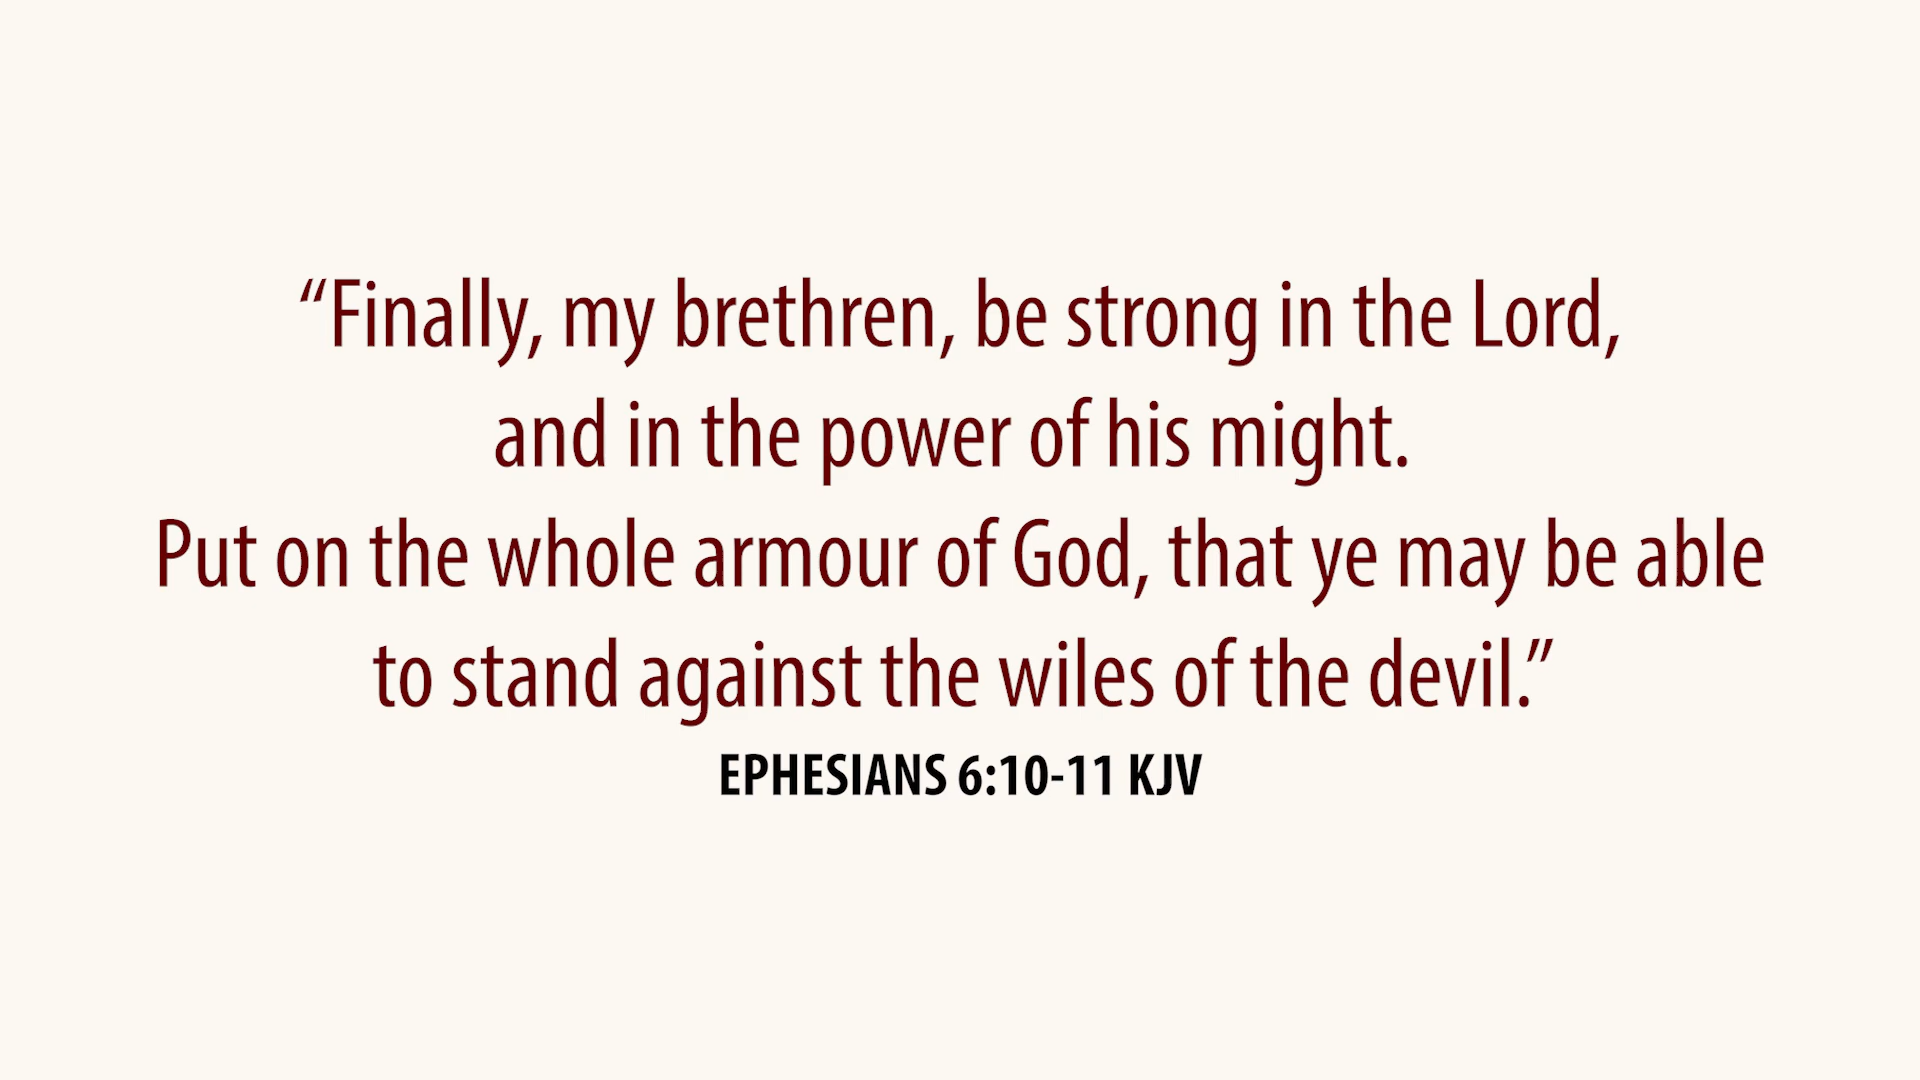 “Finally, my brethren, be strong in the Lord,
and in the power of his might.
Put on the whole armour of God, that ye may be able
to stand against the wiles of the devil.”
EPHESIANS 6:10-11 KJV